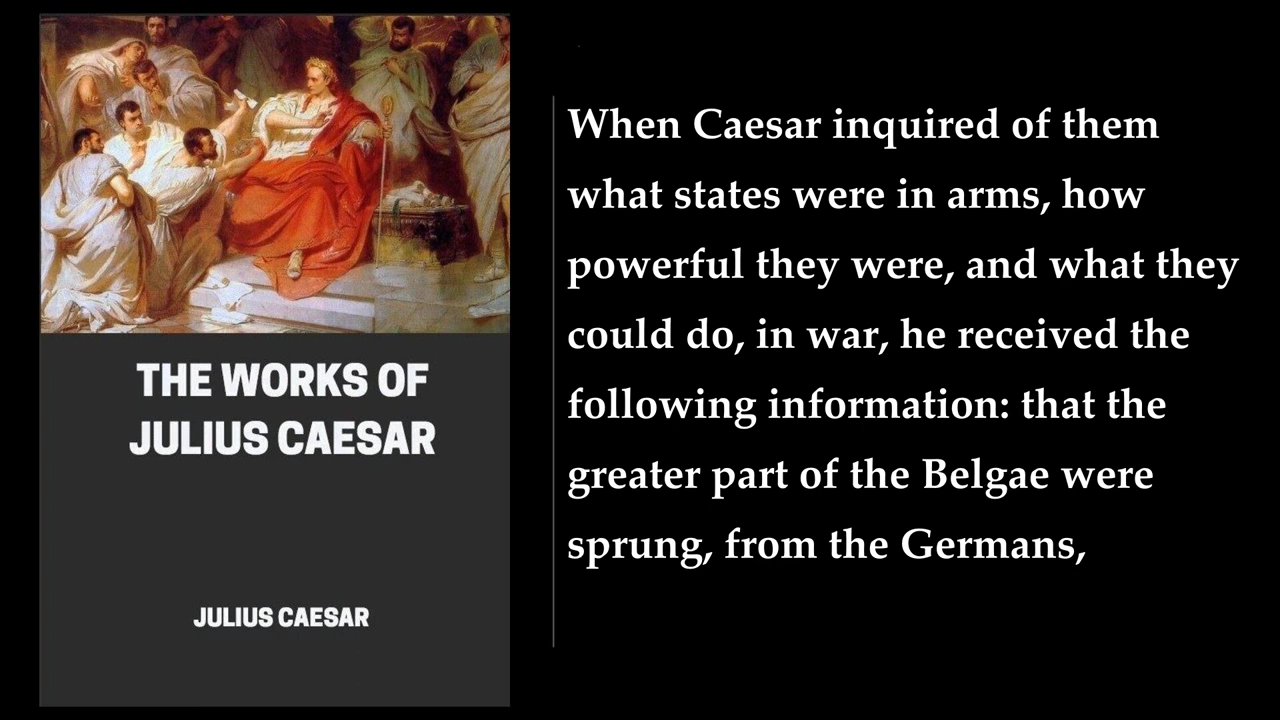 THE WORKS OF
JULIUS CAESAR
JULIUS CAESAR
When Caesar inquired of them
what states were in arms, how
powerful they were, and what they
could do, in war, he received the
following information: that the
greater part of the Belgae were
sprung, from the Germans,